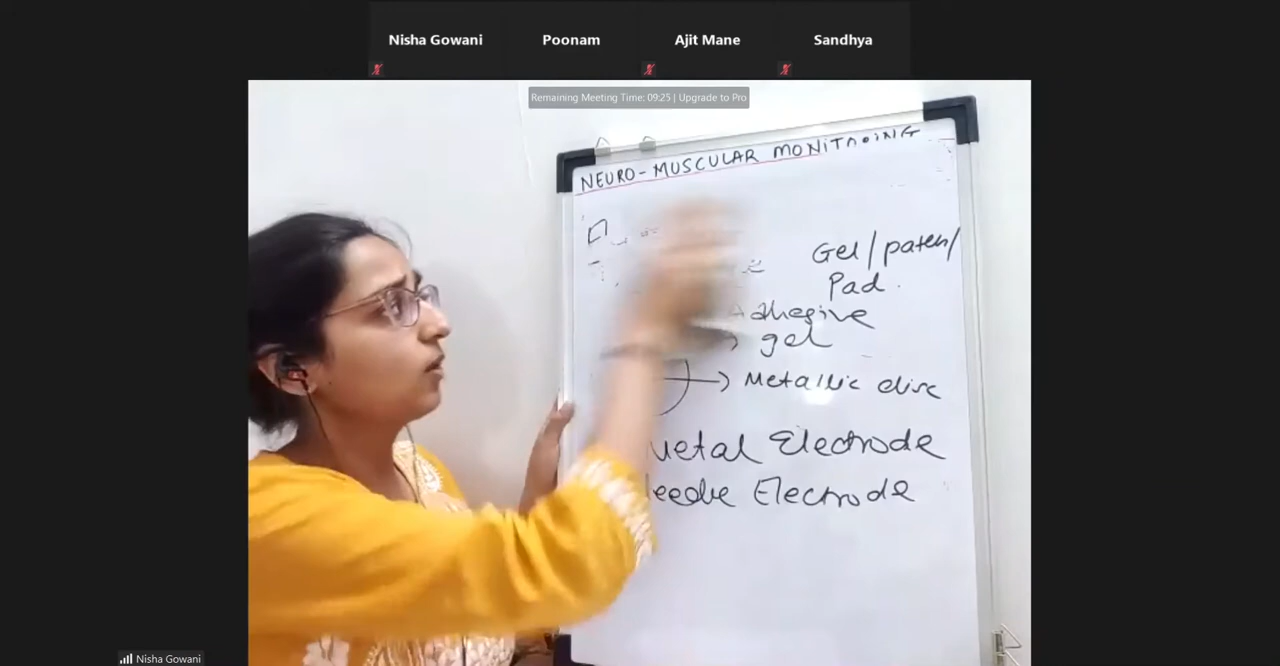 Nisha Gowani
Poonam
Ajit Mane
Sandhya
Remaining Meeting Time: 09:25 | Upgrade to Pro
NEURO-MUSCULAR MONITORING
Gel/patch/
Pad.
Adhesive
gel
Metallic disc
Metal Electrode
Needle Electrode
Nisha Gowani